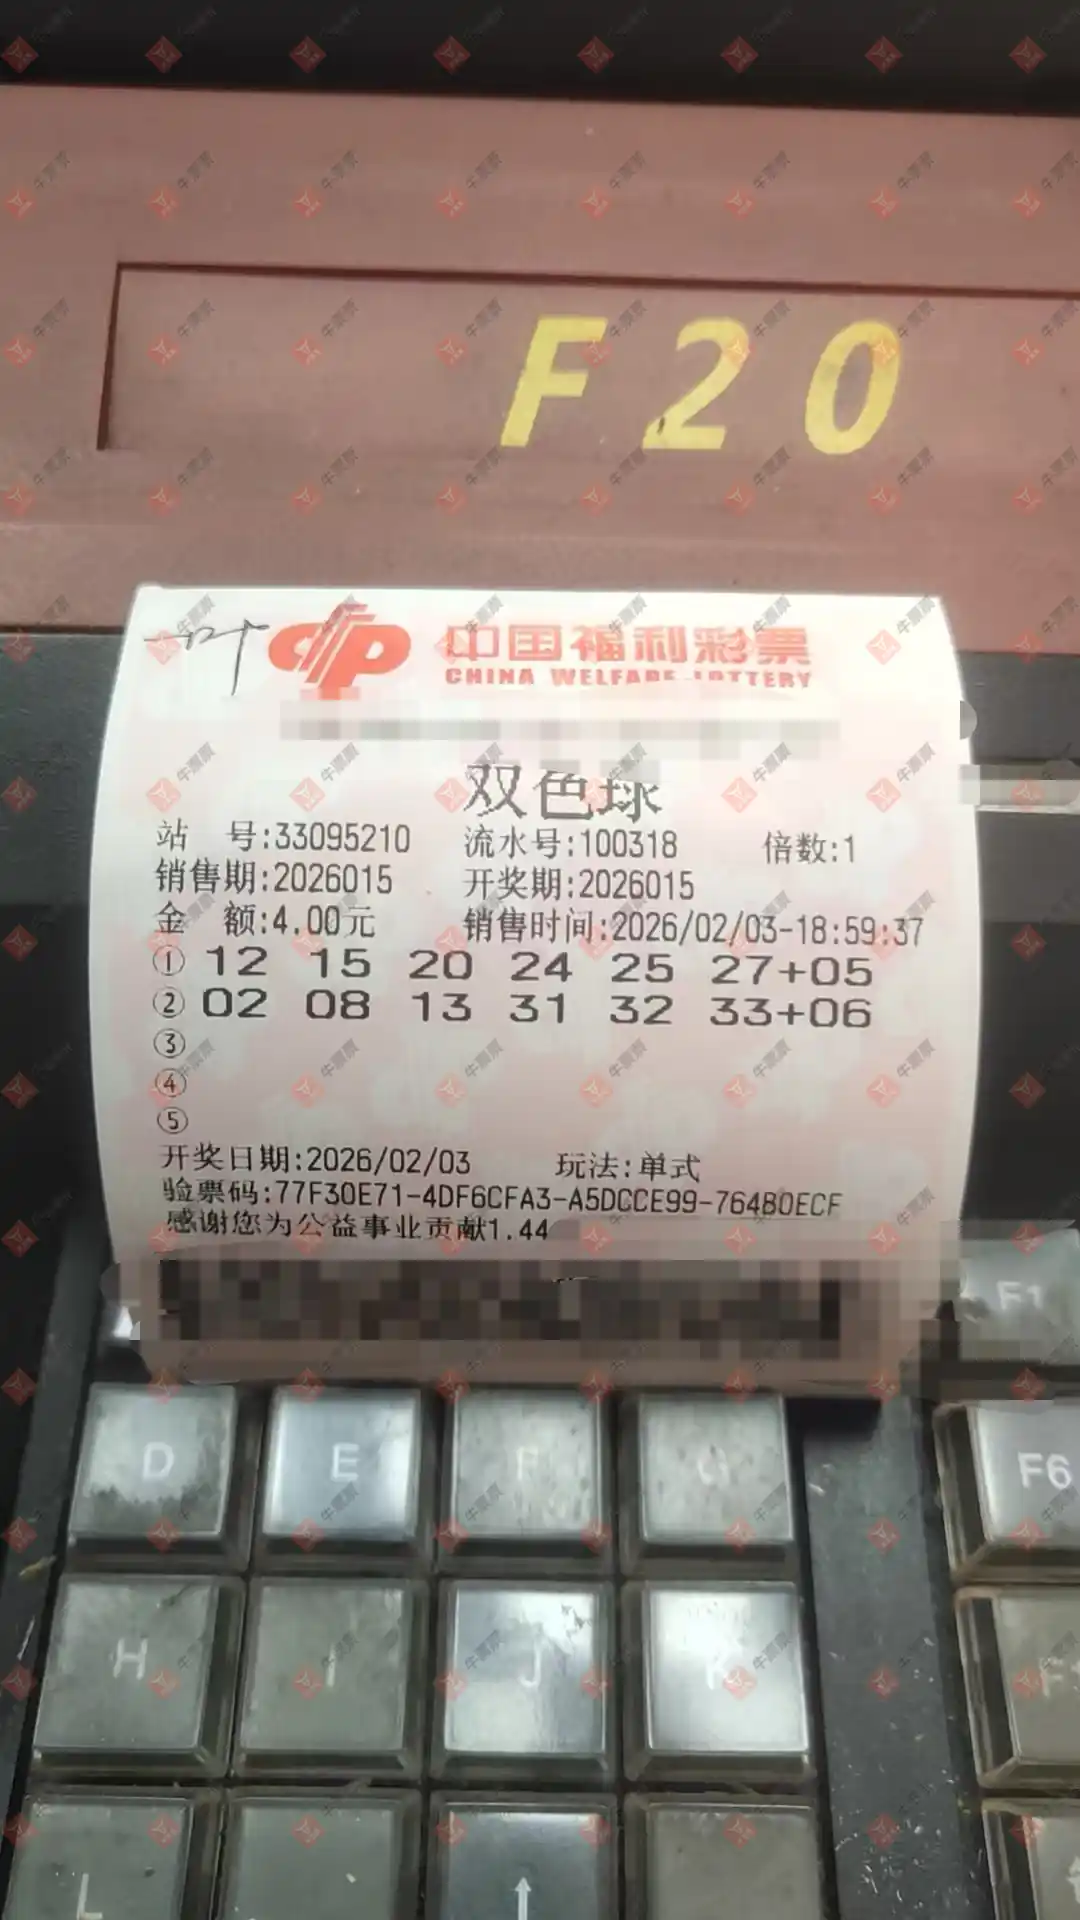 F20
中国福利彩票
CHINA WELFARE LOTTERY
双色球
站 号:33095210 流水号:100318 倍数:1
销售期:2026015 开奖期:2026015
金 额:4.00元 销售时间:2026/02/03-18:59:37
① 12 15 20 24 25 27+05
② 02 08 13 31 32 33+06
③
④
⑤
开奖日期:2026/02/03 玩法:单式
验票码:77F30E71-4DF6CFA3-A5DCCE99-764B0ECF
感谢您为公益事业贡献1.44
F1
D E F F6
H I J K
L
牛票票